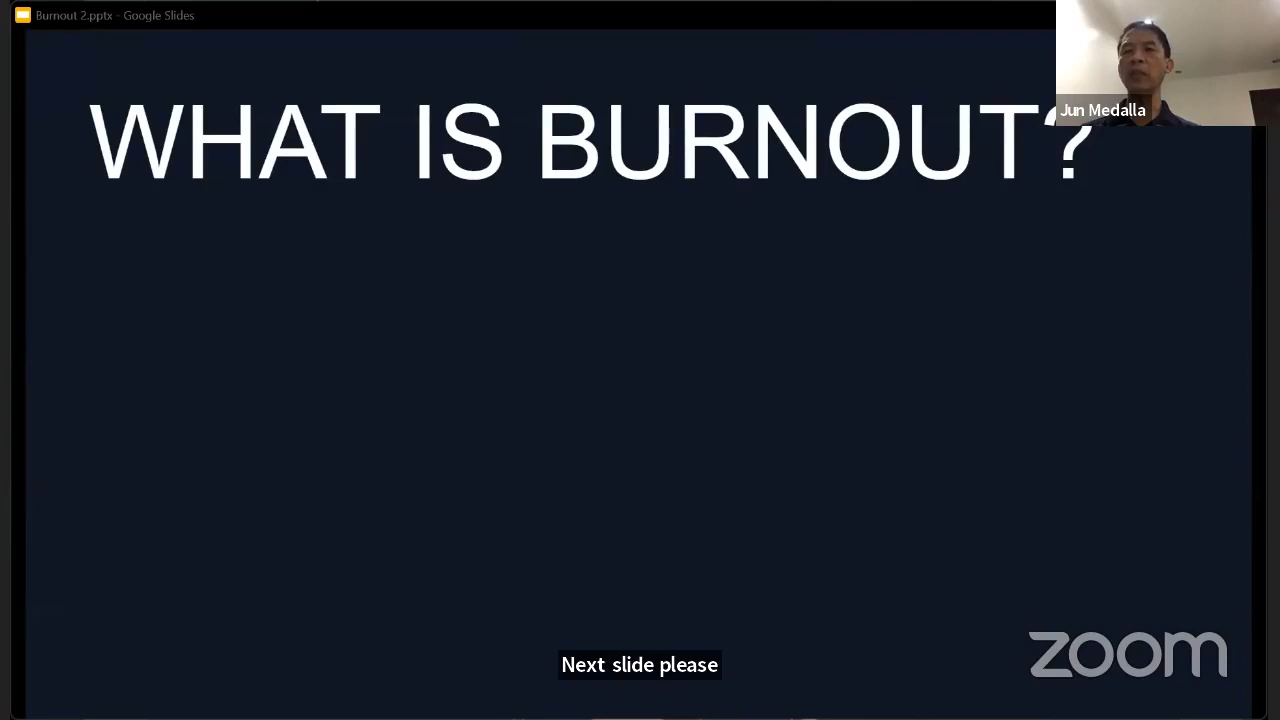 Burnout 2.pptx - Google Slides
Jun Medalla
WHAT IS BURNOUT?
Next slide please
zoom